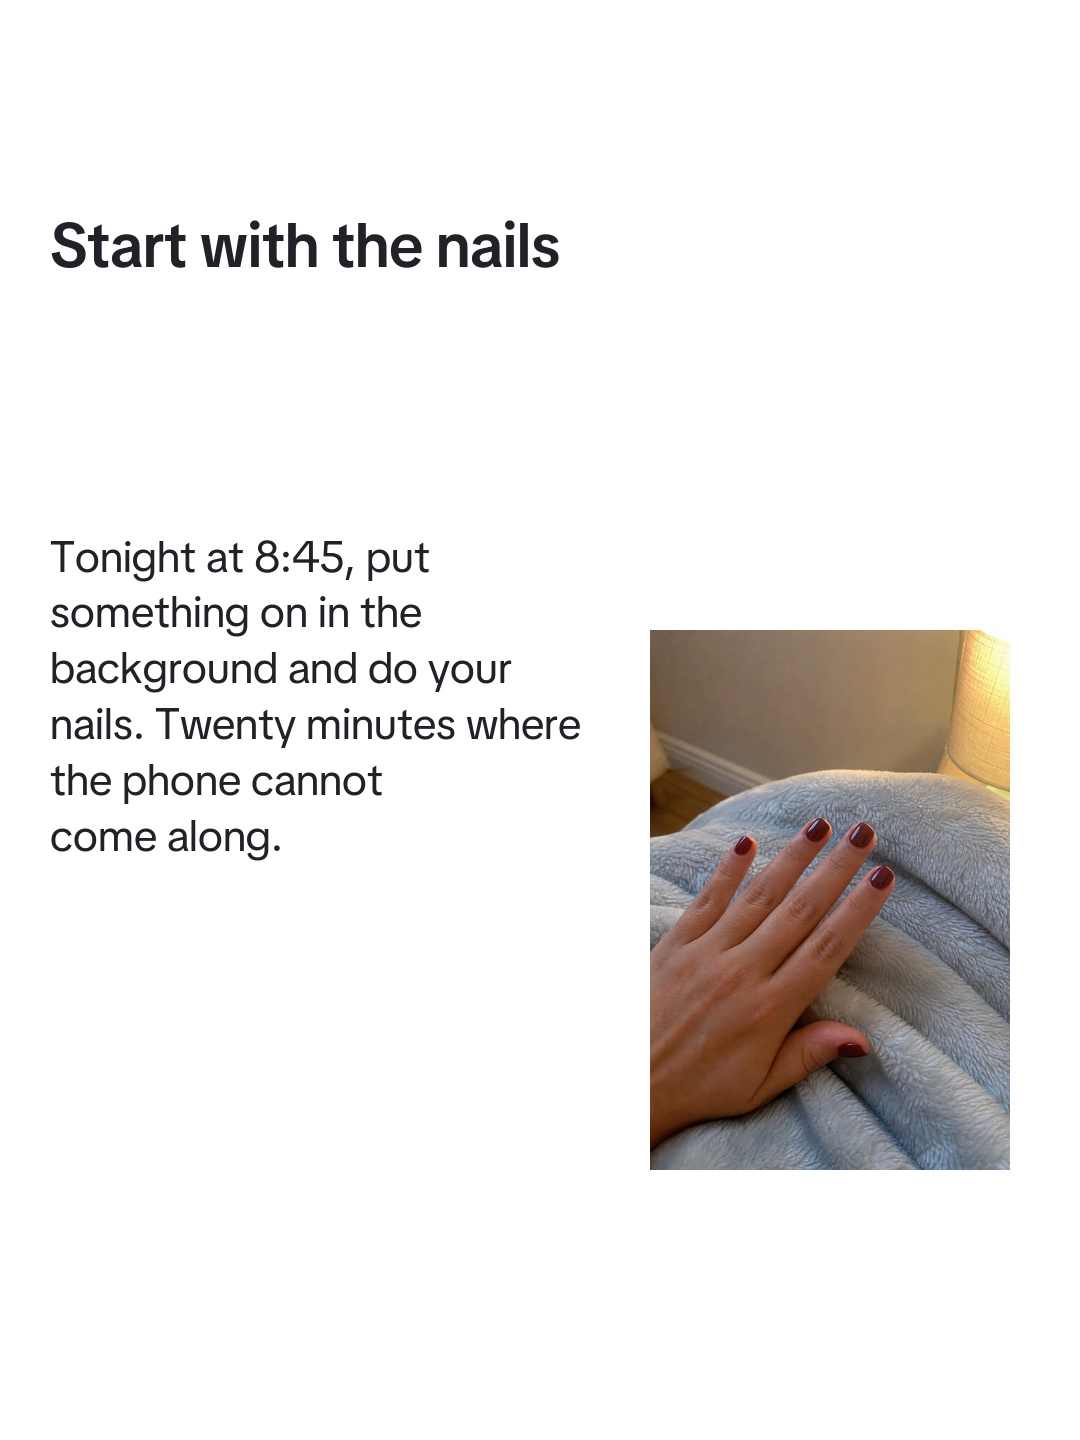 Start with the nails
Tonight at 8:45, put
something on in the
background and do your
nails. Twenty minutes where
the phone cannot
come along.